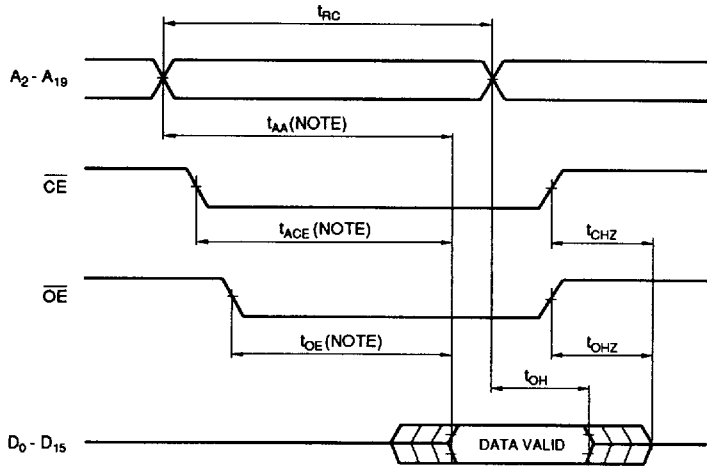 tRC
A2 - A19
tAA (NOTE)
CE
tACE (NOTE)
tCHZ
OE
tOE (NOTE)
tOHZ
tOH
D0 - D15
DATA VALID